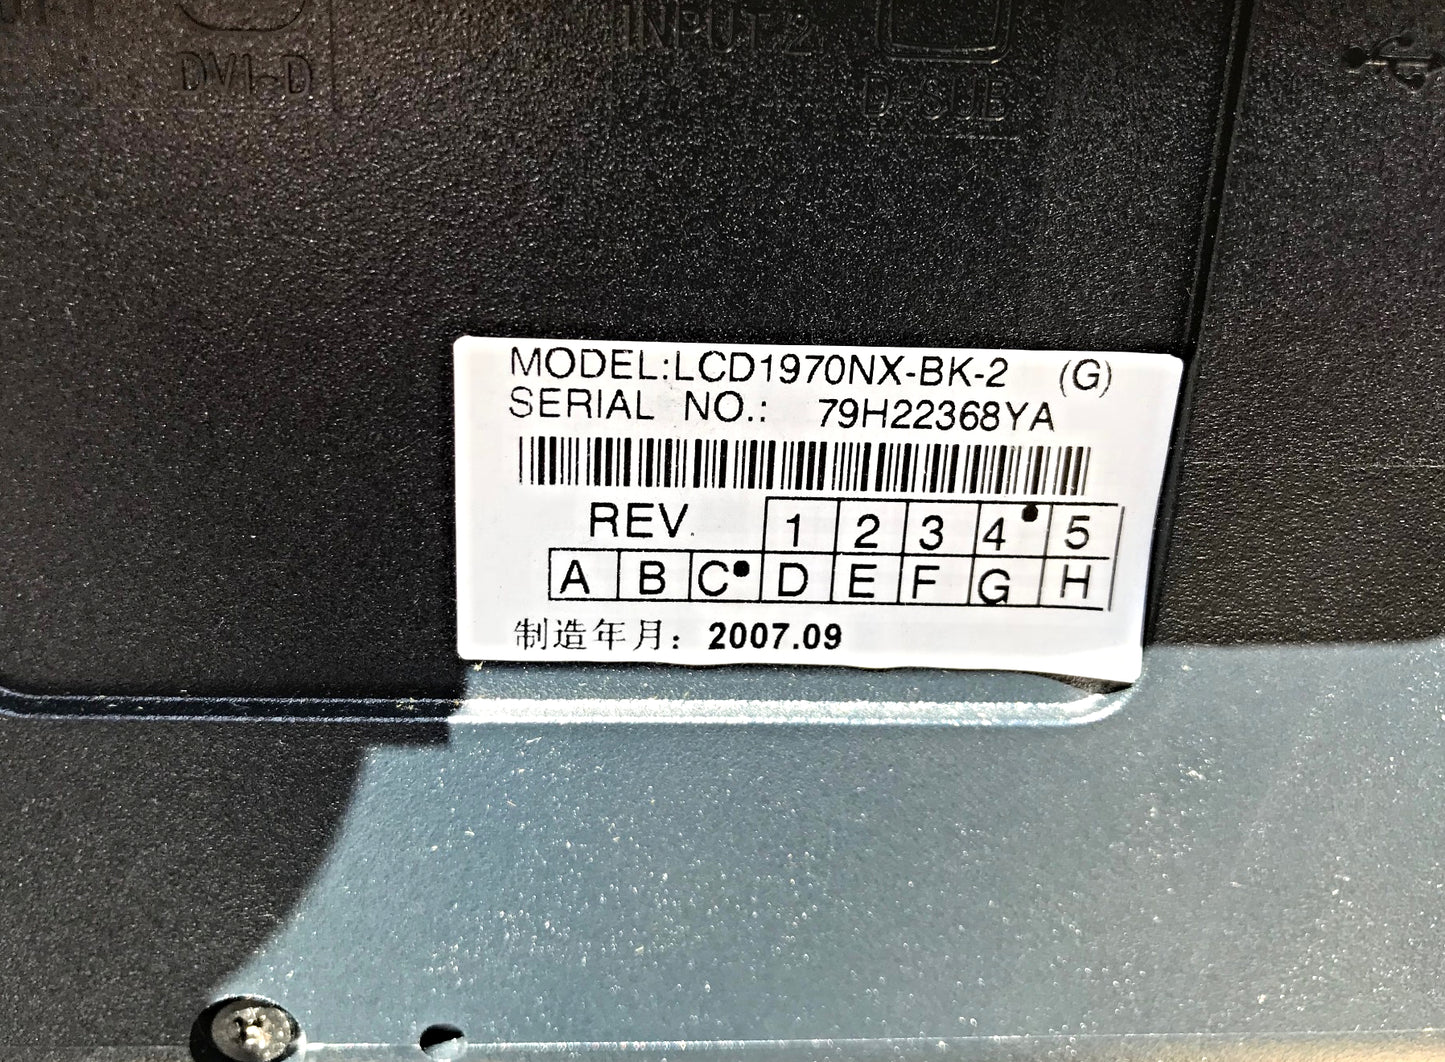 DVI-D
INPUT 2
D-SUB
MODEL:LCD1970NX-BK-2 (G)
SERIAL NO.: 79H22368YA
REV. 1 2 3 4 5
A B C D E F G H
制造年月：2007.09